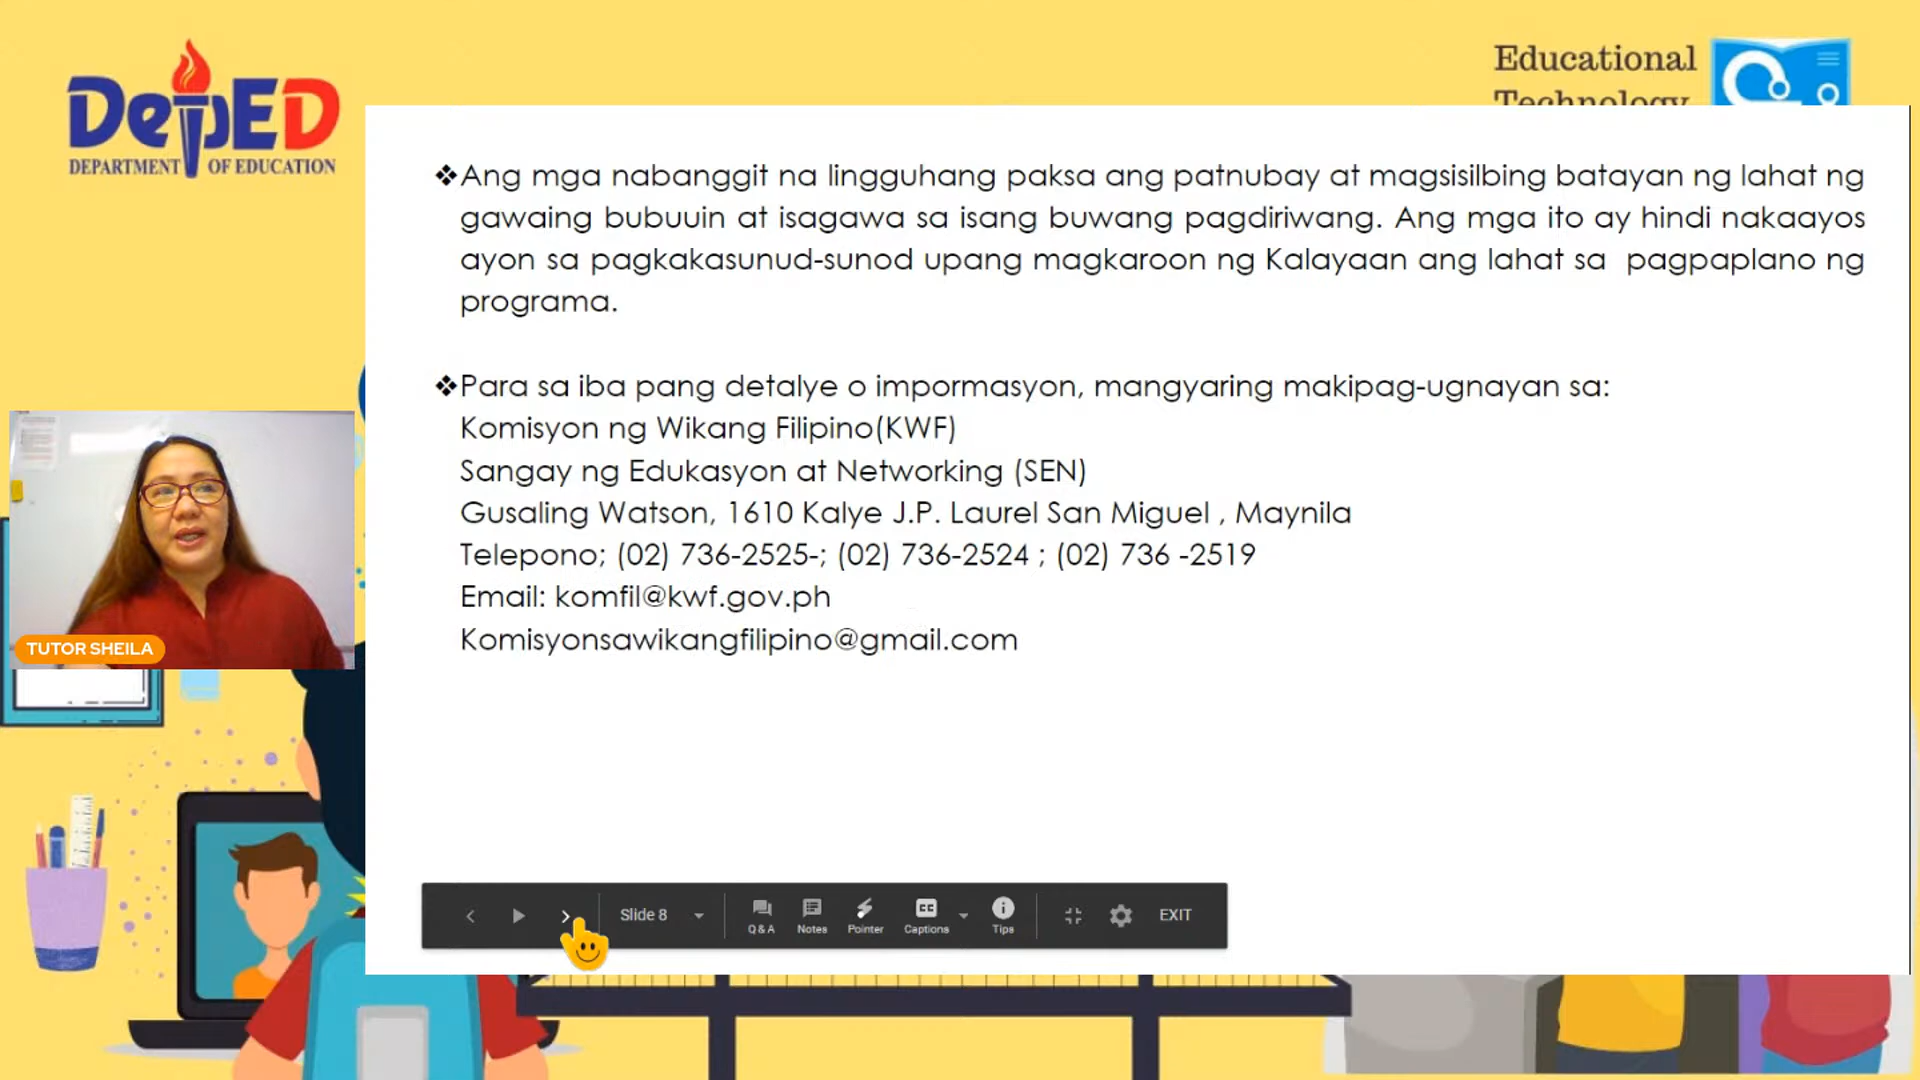 DepED
DEPARTMENT OF EDUCATION
Educational
Technology
❖Ang mga nabanggit na lingguhang paksa ang patnubay at magsisilbing batayan ng lahat ng
gawaing bubuuin at isagawa sa isang buwang pagdiriwang. Ang mga ito ay hindi nakaayos
ayon sa pagkakasunud-sunod upang magkaroon ng Kalayaan ang lahat sa pagpaplano ng
programa.
❖Para sa iba pang detalye o impormasyon, mangyaring makipag-ugnayan sa:
Komisyon ng Wikang Filipino(KWF)
Sangay ng Edukasyon at Networking (SEN)
Gusaling Watson, 1610 Kalye J.P. Laurel San Miguel , Maynila
Telepono; (02) 736-2525-; (02) 736-2524 ; (02) 736 -2519
Email: komfil@kwf.gov.ph
Komisyonsawikangfilipino@gmail.com
TUTOR SHEILA
Slide 8
Q & A
Notes
Pointer
CC
Captions
Tips
EXIT